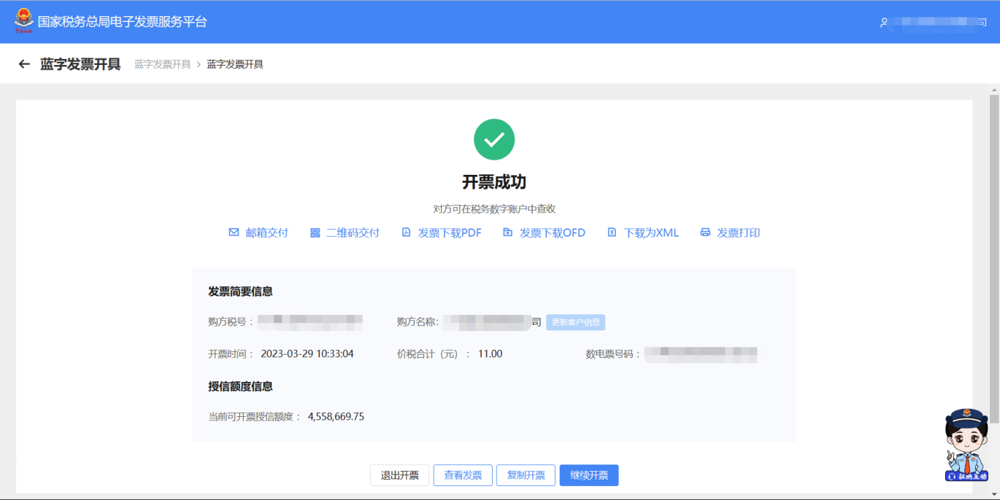 国家税务总局电子发票服务平台
司
蓝字发票开具 蓝字发票开具 > 蓝字发票开具
开票成功
对方可在税务数字账户中查收
邮箱交付 二维码交付 发票下载PDF 发票下载OFD 下载为XML 发票打印
发票简要信息
购方税号： 购方名称： 司 更新客户信息
开票时间： 2023-03-29 10:33:04 价税合计（元）： 11.00 数电票号码：
授信额度信息
当前可开票授信额度： 4,558,669.75
征纳互动
退出开票 查看发票 复制开票 继续开票